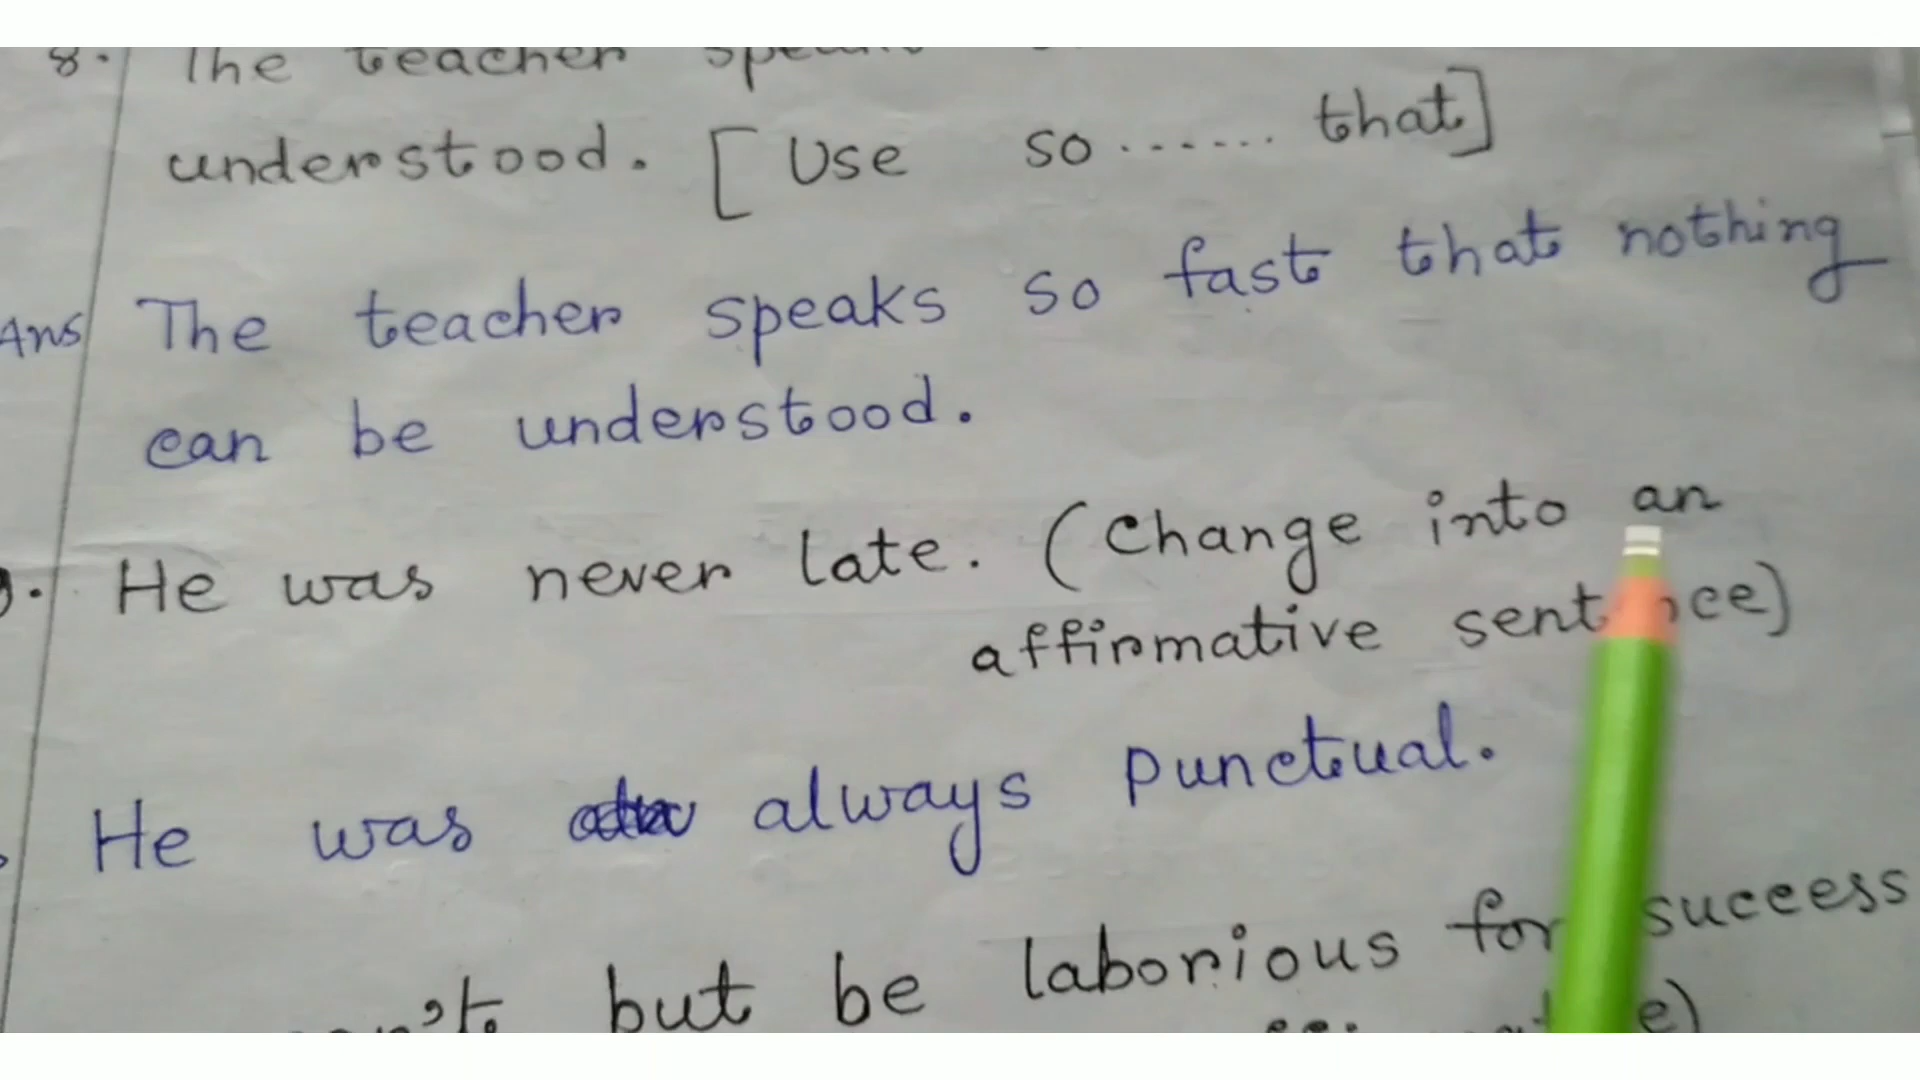 8. The teacher
understood. [Use so ...... that]
Ans The teacher speaks so fast that nothing
can be understood.
9. He was never late. (Change into an
affirmative sentence)
He was always punctual.
but be laborious for success